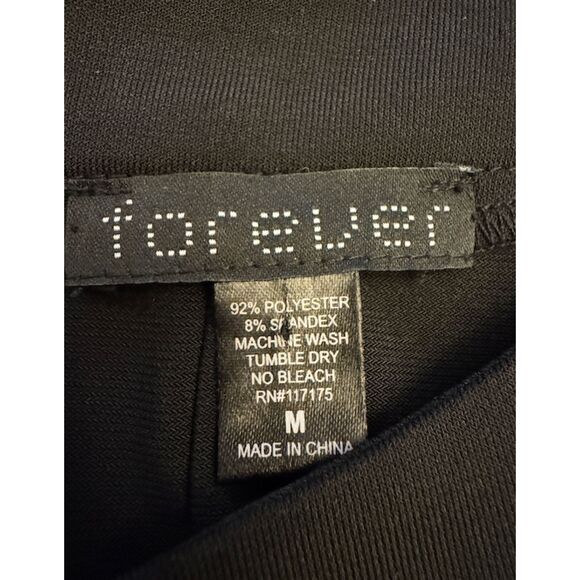 forever
92% POLYESTER
8% SPANDEX
MACHINE WASH
TUMBLE DRY
NO BLEACH
RN#117175
M
MADE IN CHINA